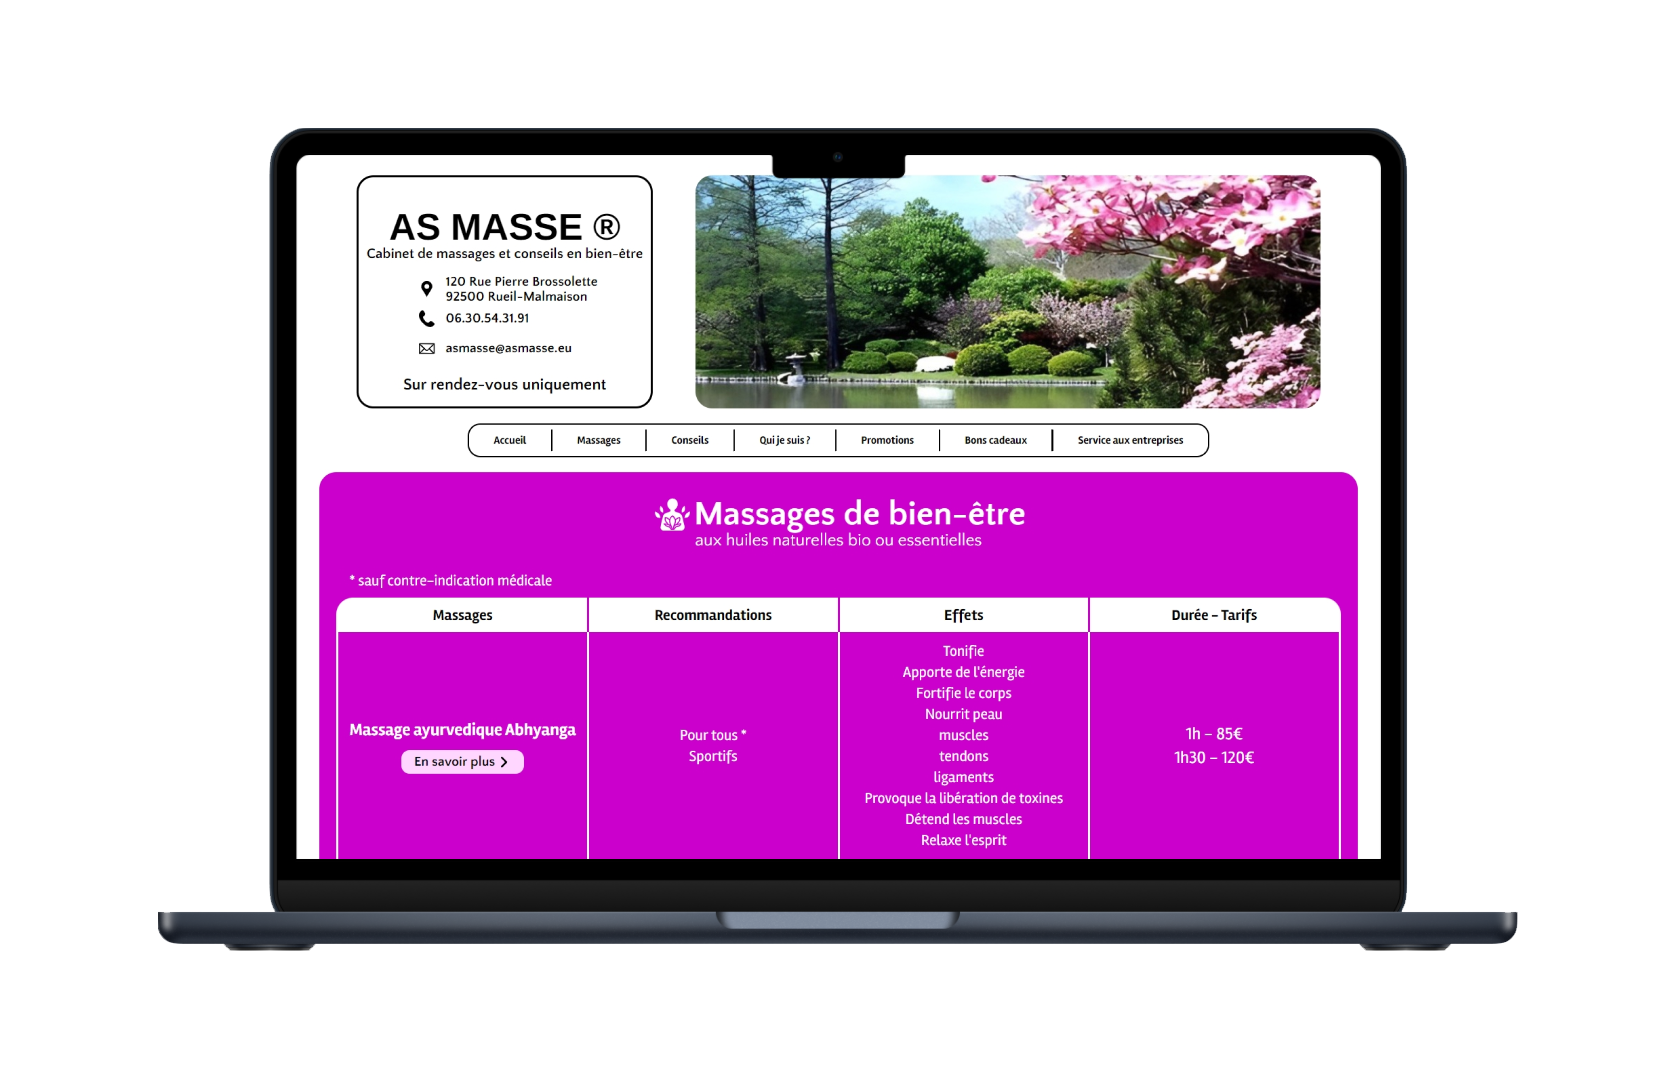 AS MASSE ®
Cabinet de massages et conseils en bien-être
120 Rue Pierre Brossolette
92500 Rueil-Malmaison
06.30.54.31.91
asmasse@asmasse.eu
Sur rendez-vous uniquement
Accueil
Massages
Conseils
Qui je suis ?
Promotions
Bons cadeaux
Service aux entreprises
Massages de bien-être
aux huiles naturelles bio ou essentielles
* sauf contre-indication médicale
Massages
Recommandations
Effets
Durée - Tarifs
Massage ayurvedique Abhyanga
En savoir plus
Pour tous *
Sportifs
Tonifie
Apporte de l'énergie
Fortifie le corps
Nourrit peau
muscles
tendons
ligaments
Provoque la libération de toxines
Détend les muscles
Relaxe l'esprit
1h – 85€
1h30 – 120€